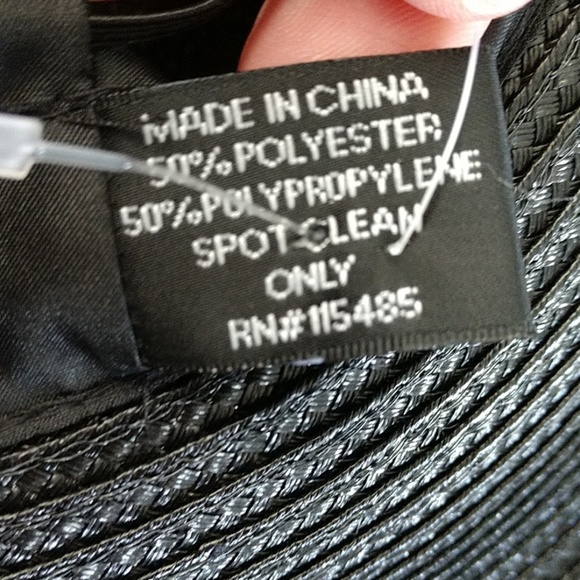 MADE IN CHINA
50% POLYESTER
50% POLYPROPYLENE
SPOT CLEAN
ONLY
RN#115485